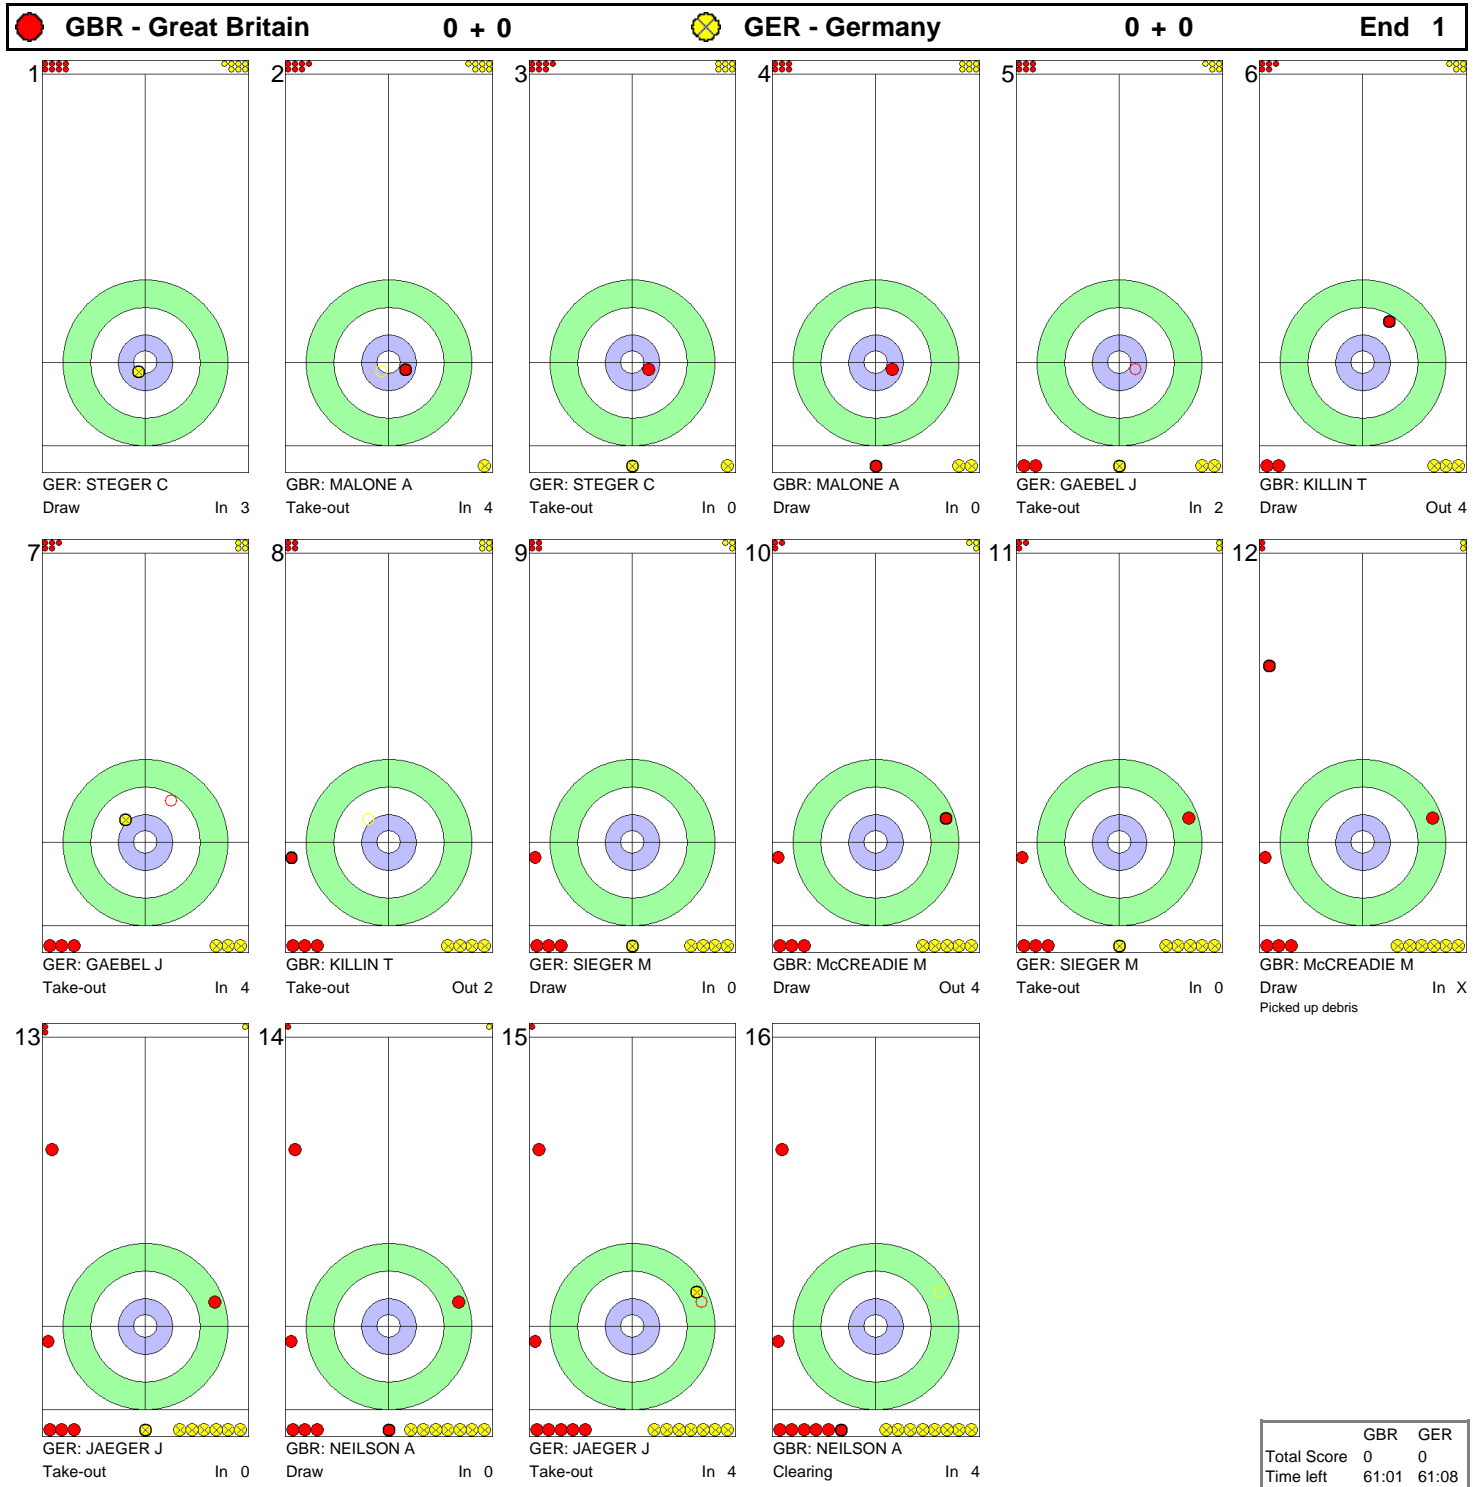 GBR - Great Britain 0 + 0 GER - Germany 0 + 0 End 1
1 2 3 4 5 6
GER: STEGER C GBR: MALONE A GER: STEGER C GBR: MALONE A GER: GAEBEL J GBR: KILLIN T
Draw In 3 Take-out In 4 Take-out In 0 Draw In 0 Take-out In 2 Draw Out 4
7 8 9 10 11 12
GER: GAEBEL J GBR: KILLIN T GER: SIEGER M GBR: McCREADIE M GER: SIEGER M GBR: McCREADIE M
Take-out In 4 Take-out Out 2 Draw In 0 Draw Out 4 Take-out In 0 Draw In X
Picked up debris
13 14 15 16
GER: JAEGER J GBR: NEILSON A GER: JAEGER J GBR: NEILSON A
Take-out In 0 Draw In 0 Take-out In 4 Clearing In 4
GBR GER
Total Score 0 0
Time left 61:01 61:08